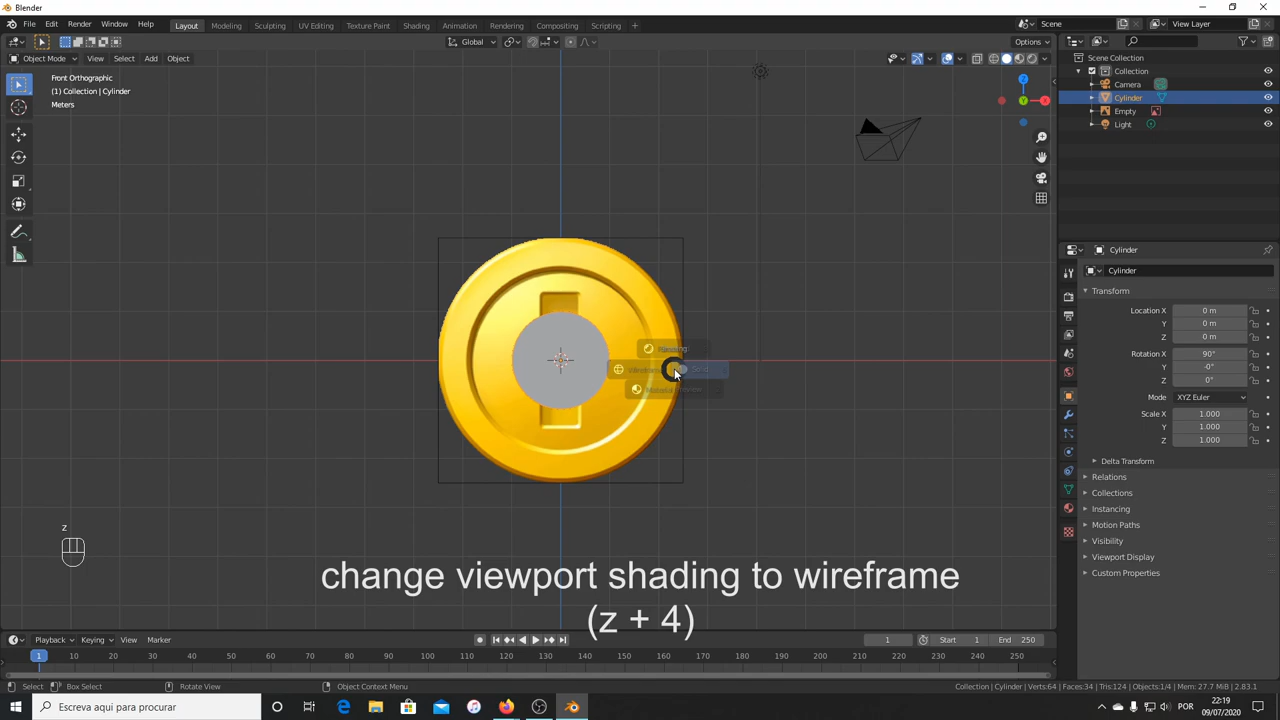 Blender
File Edit Render Window Help
Layout Modeling Sculpting UV Editing Texture Paint Shading Animation Rendering Compositing Scripting +
Scene
View Layer
Global
Options
Object Mode View Select Add Object
Front Orthographic
(1) Collection | Cylinder
Meters
Z
Y
X
Scene Collection
Collection
Camera
Cylinder
Empty
Light
Cylinder
Cylinder
Transform
Location X 0 m
Y 0 m
Z 0 m
Rotation X 90°
Y -0°
Z 0°
Mode XYZ Euler
Scale X 1.000
Y 1.000
Z 1.000
Delta Transform
Relations
Collections
Instancing
Motion Paths
Visibility
Viewport Display
Custom Properties
Rendered
Wireframe
Solid
Material Preview
z
change viewport shading to wireframe
(z + 4)
Playback Keying View Marker
1 Start 1 End 250
1 10 20 30 40 50 60 70 80 90 100 110 120 130 140 150 160 170 180 190 200 210 220 230 240 250
Select Box Select Rotate View Object Context Menu
Collection | Cylinder | Verts:64 | Faces:34 | Tris:124 | Objects:1/4 | Mem: 27.7 MiB | 2.83.1
Escreva aqui para procurar
POR
22:19
09/07/2020